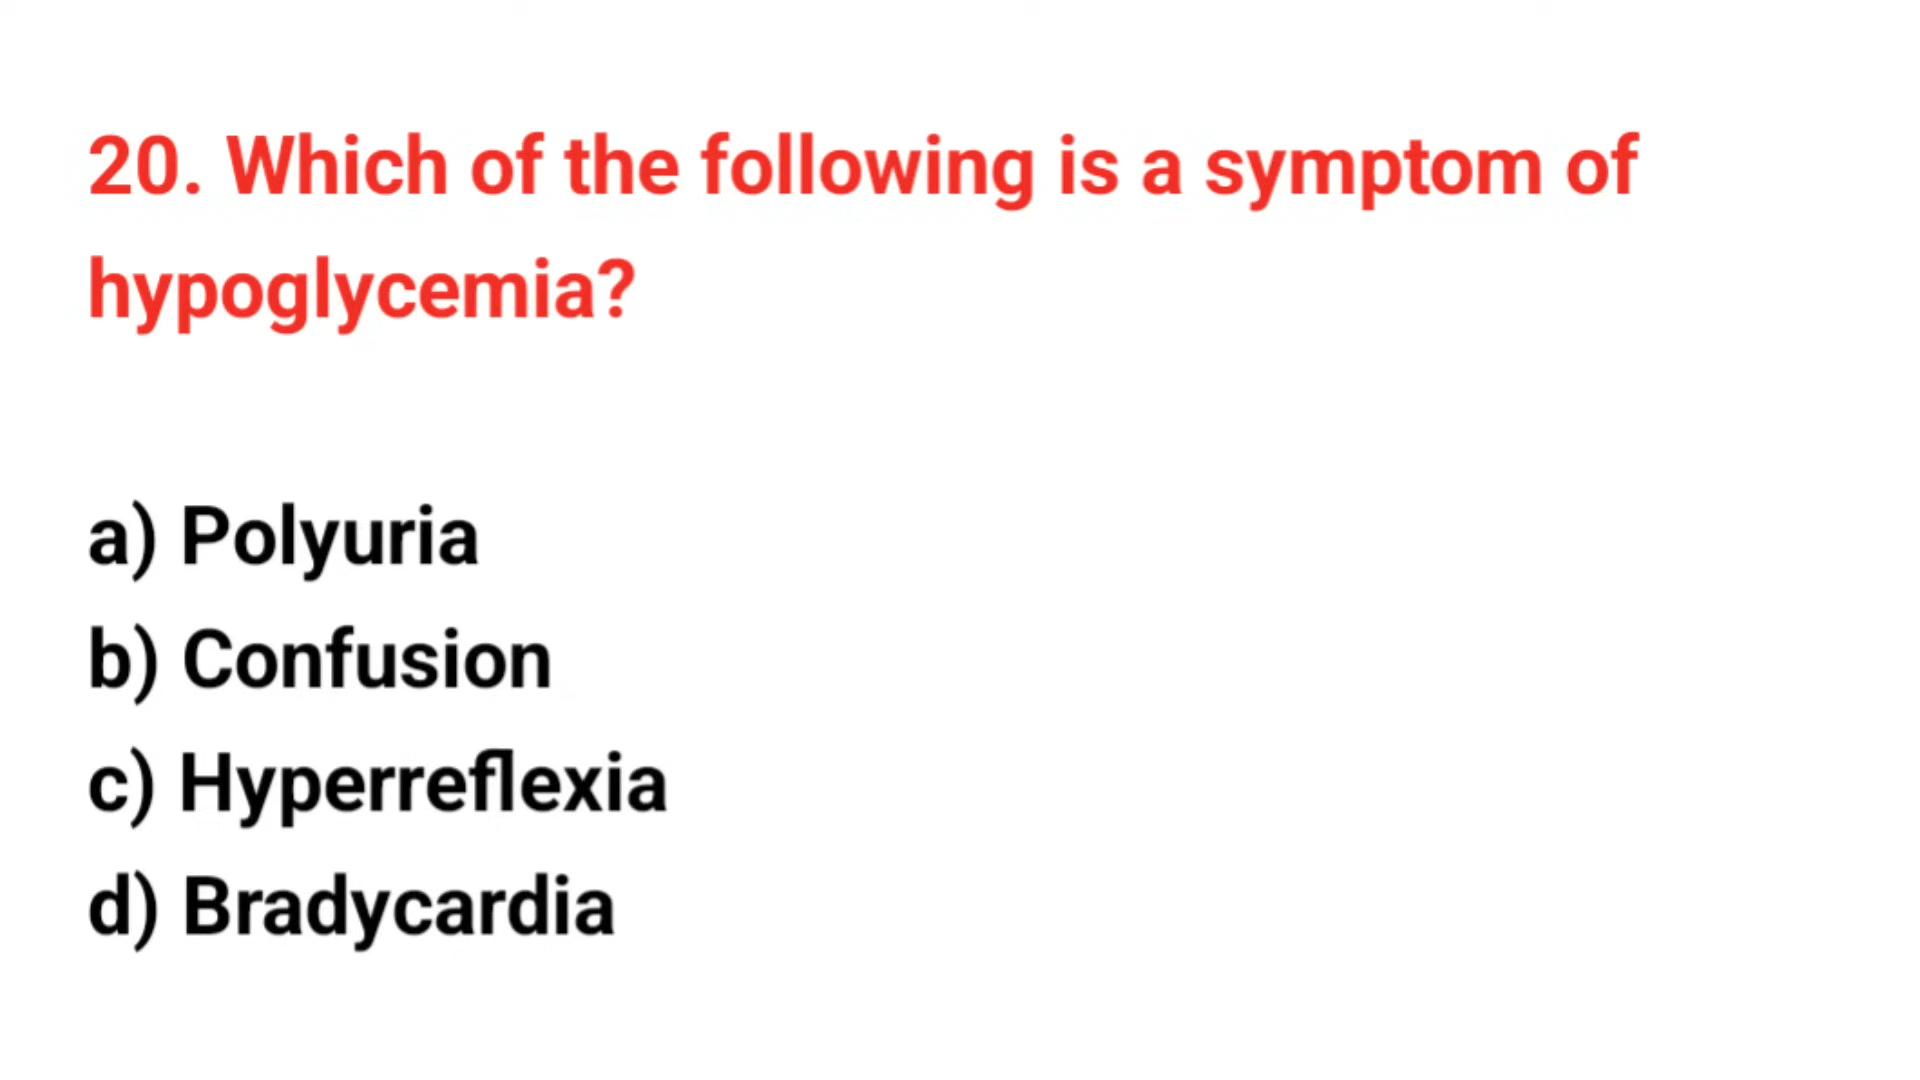 20. Which of the following is a symptom of
hypoglycemia?
a) Polyuria
b) Confusion
c) Hyperreflexia
d) Bradycardia